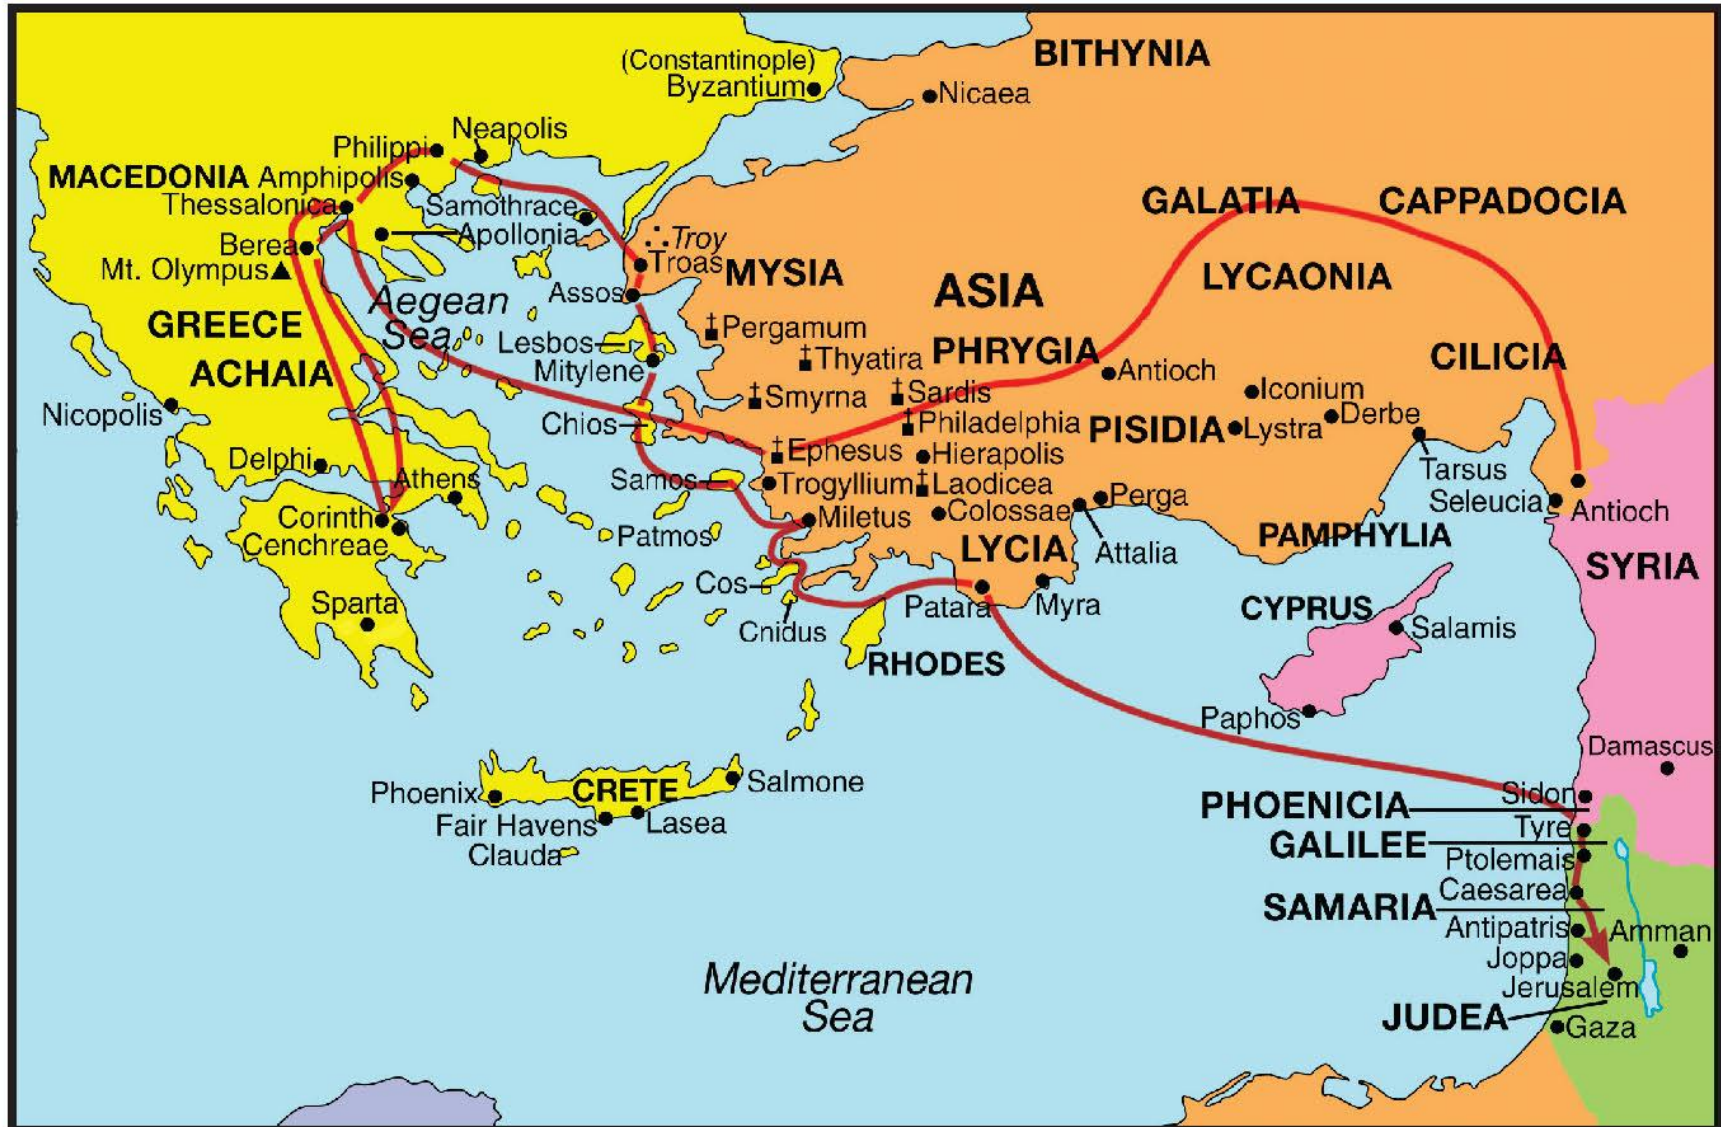 (Constantinople)
Byzantium
BITHYNIA
Nicaea
Neapolis
Philippi
MACEDONIA
Amphipolis
Thessalonica
Samothrace
Apollonia
Berea
Mt. Olympus
Troy
Troas
MYSIA
GALATIA
CAPPADOCIA
LYCAONIA
ASIA
Assos
Aegean
Sea
GREECE
ACHAIA
Pergamum
Lesbos
Mitylene
Thyatira
PHRYGIA
Antioch
CILICIA
Nicopolis
Smyrna
Sardis
Iconium
Derbe
Chios
Philadelphia
PISIDIA
Lystra
Delphi
Athens
Ephesus
Hierapolis
Tarsus
Samos
Trogyllium
Laodicea
Perga
Seleucia
Antioch
Corinth
Cenchreae
Miletus
Colossae
Patmos
LYCIA
Attalia
PAMPHYLIA
SYRIA
Cos
Sparta
Cnidus
Patara
Myra
CYPRUS
Salamis
RHODES
Paphos
Damascus
Phoenix
CRETE
Salmone
Fair Havens
Lasea
Clauda
PHOENICIA
Sidon
Tyre
GALILEE
Ptolemais
Caesarea
SAMARIA
Antipatris
Amman
Joppa
Jerusalem
Mediterranean
Sea
JUDEA
Gaza